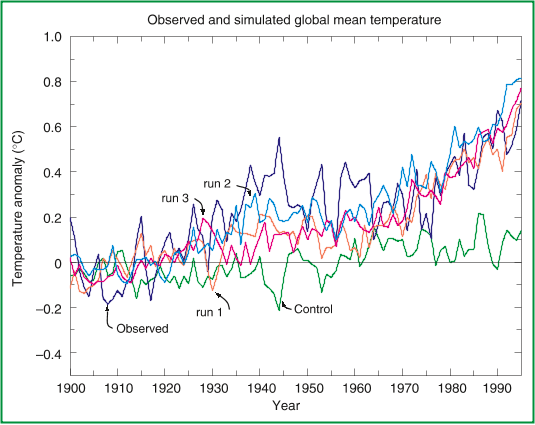 Observed and simulated global mean temperature
1.0
0.8
0.6
0.4
0.2
0
−0.2
−0.4
Temperature anomaly (°C)
run 3
run 2
Observed
run 1
Control
1900 1910 1920 1930 1940 1950 1960 1970 1980 1990
Year